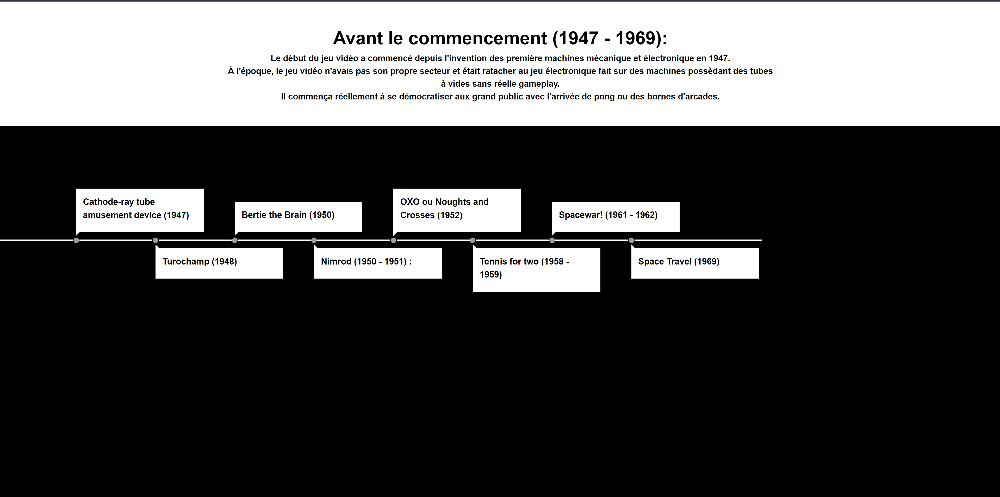 Avant le commencement (1947 - 1969):
Le début du jeu vidéo a commencé depuis l'invention des première machines mécanique et électronique en 1947.
À l'époque, le jeu vidéo n'avais pas son propre secteur et était ratacher au jeu électronique fait sur des machines possèdant des tubes
à vides sans réelle gameplay.
Il commença réellement à se démocratiser aux grand public avec l'arrivée de pong ou des bornes d'arcades.
Cathode-ray tube
amusement device (1947)
Turochamp (1948)
Bertie the Brain (1950)
Nimrod (1950 - 1951) :
OXO ou Noughts and
Crosses (1952)
Tennis for two (1958 -
1959)
Spacewar! (1961 - 1962)
Space Travel (1969)